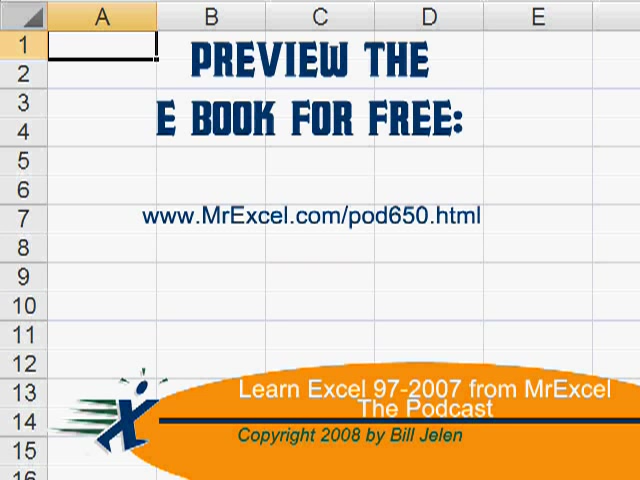 A B C D E
1
PREVIEW THE
2
3
E BOOK FOR FREE:
4
5
6
7
www.MrExcel.com/pod650.html
8
9
10
11
12
13
Learn Excel 97-2007 from MrExcel
The Podcast
14
Copyright 2008 by Bill Jelen
15
16